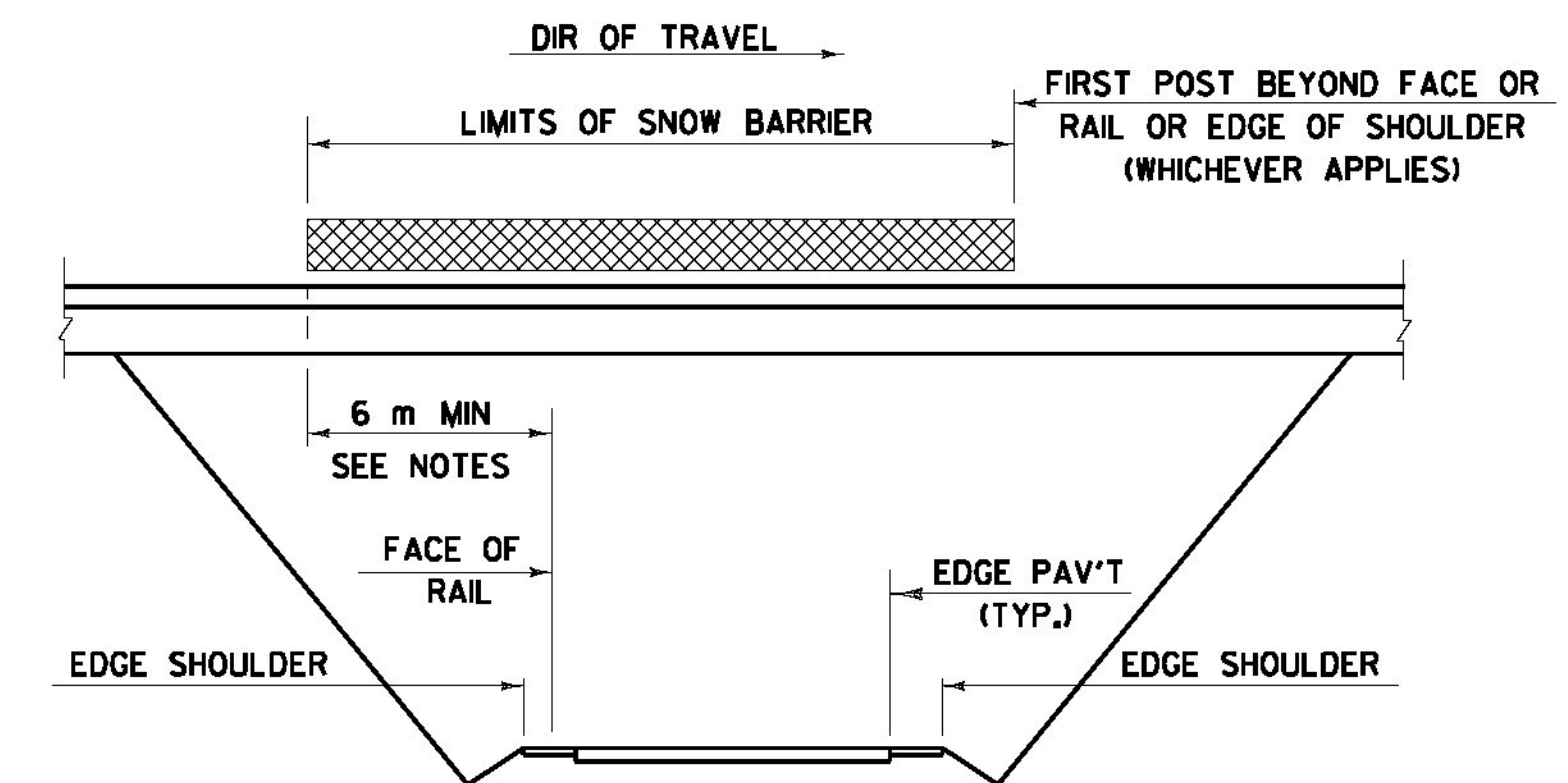 DIR OF TRAVEL
LIMITS OF SNOW BARRIER
FIRST POST BEYOND FACE OR
RAIL OR EDGE OF SHOULDER
(WHICHEVER APPLIES)
6 m MIN
SEE NOTES
FACE OF
RAIL
EDGE PAV'T
(TYP.)
EDGE SHOULDER
EDGE SHOULDER